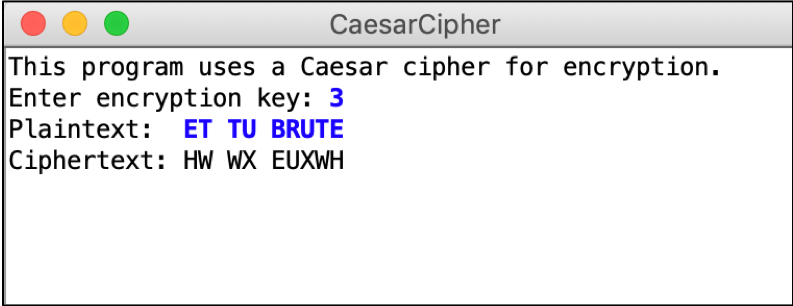 CaesarCipher
This program uses a Caesar cipher for encryption.
Enter encryption key: 3
Plaintext:  ET TU BRUTE
Ciphertext: HW WX EUXWH